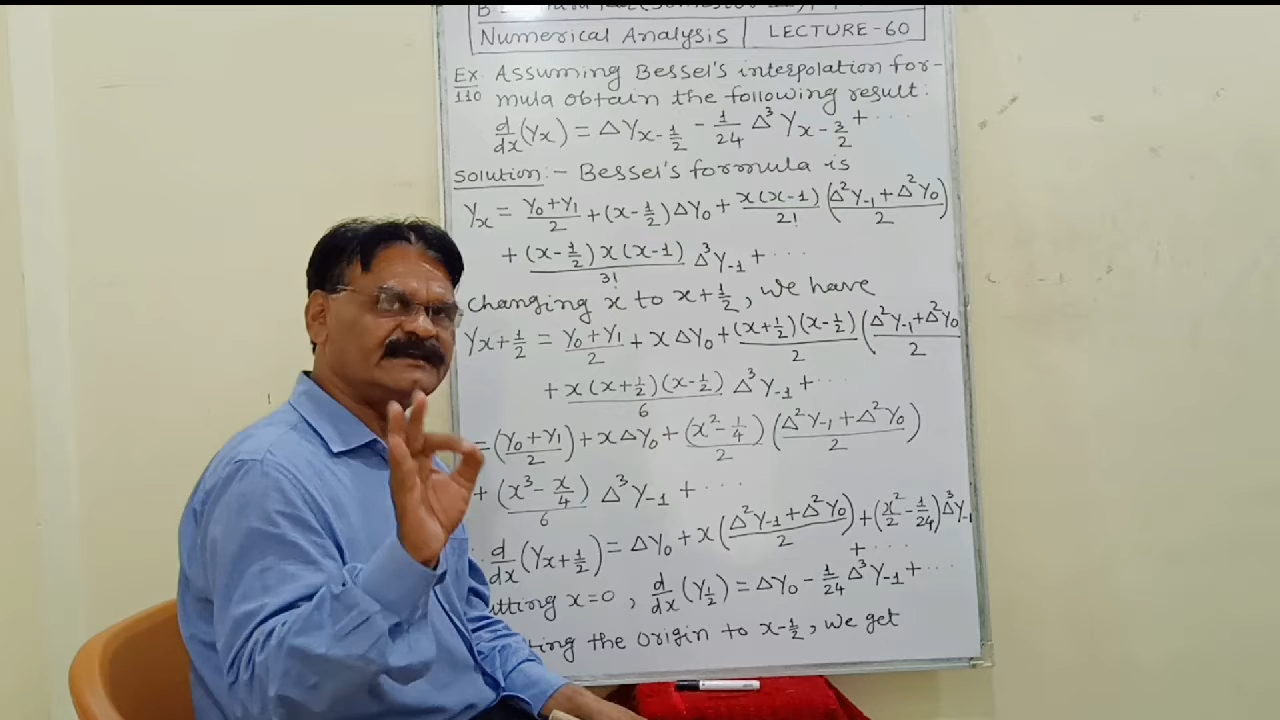 Numerical Analysis | LECTURE-60
Ex 110 Assuming Bessel's interpolation for-
mula obtain the following result:
d/dx(Yx) = ΔY_{x-1/2} - 1/24 Δ³Y_{x-3/2} + ....
Solution:- Bessel's formula is
Yx = (Y0+Y1)/2 + (x-1/2)ΔY0 + x(x-1)/2! ((Δ²Y-1 + Δ²Y0)/2)
+ (x-1/2)x(x-1)/3! Δ³Y-1 + ....
changing x to x+1/2, we have
Yx+1/2 = (Y0+Y1)/2 + xΔY0 + (x+1/2)(x-1/2)/2 ((Δ²Y-1+Δ²Y0)/2
+ x(x+1/2)(x-1/2)/6 Δ³Y-1 + ....
= ((Y0+Y1)/2) + xΔY0 + (x²-1/4)/2 ((Δ²Y-1 + Δ²Y0)/2)
+ (x³-x/4)/6 Δ³Y-1 + ....
d/dx(Yx+1/2) = ΔY0 + x((Δ²Y-1+Δ²Y0)/2) + (x²/2 - 1/24)Δ³Y-1
+ ....
x=0, d/dx(Y1/2) = ΔY0 - 1/24 Δ³Y-1 + ....
the origin to x-1/2, we get